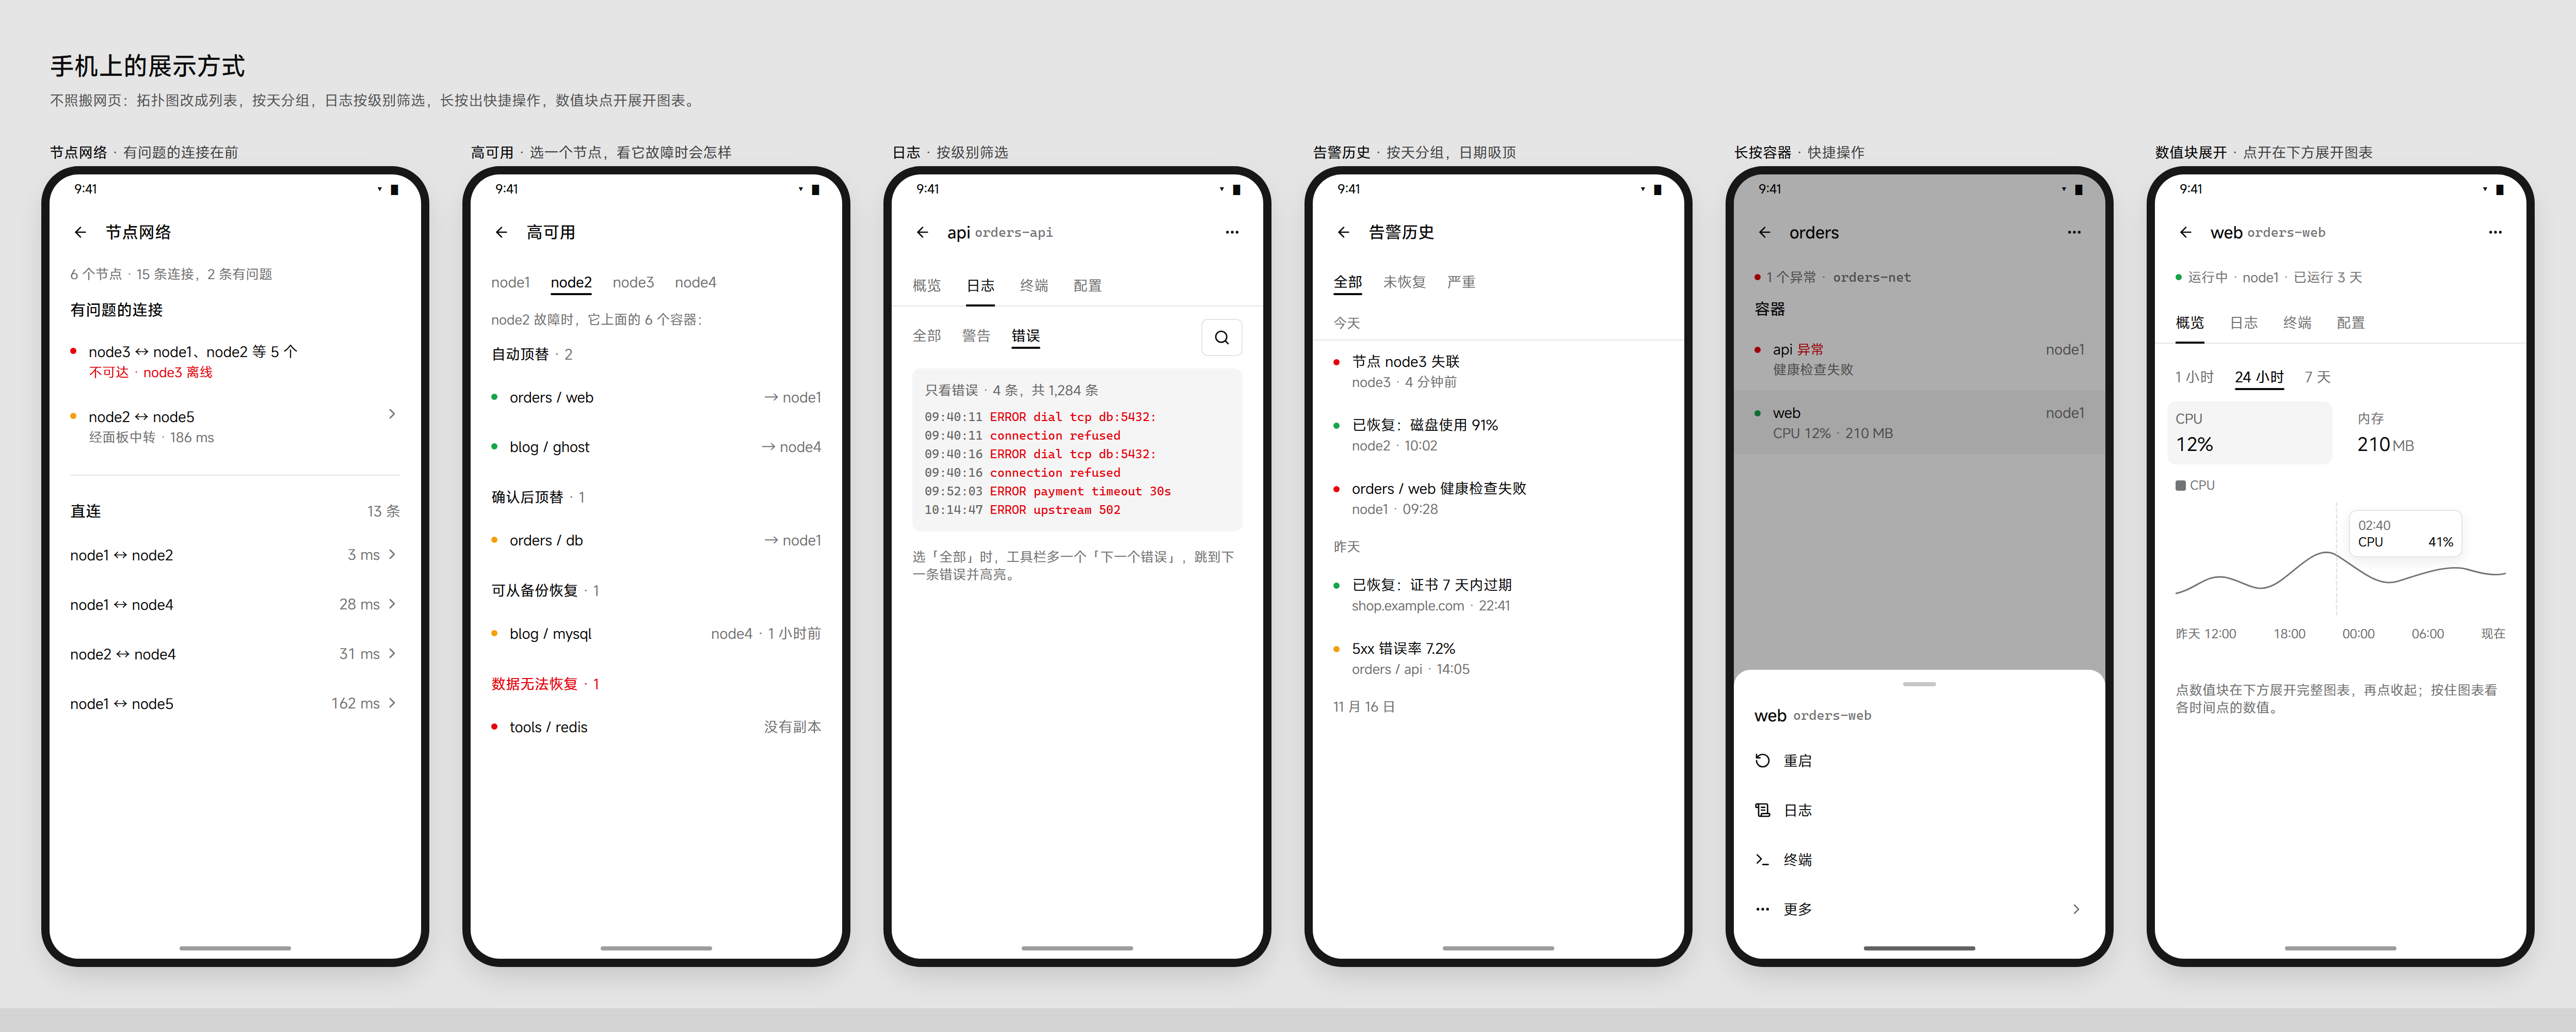 手机上的展示方式
不照搬网页：拓扑图改成列表，按天分组，日志按级别筛选，长按出快捷操作，数值块点开展开图表。
节点网络 · 有问题的连接在前
9:41
节点网络
6 个节点 · 15 条连接，2 条有问题
有问题的连接
node3 ↔ node1、node2 等 5 个
不可达 · node3 离线
node2 ↔ node5
经面板中转 · 186 ms
直连 13 条
node1 ↔ node2 3 ms
node1 ↔ node4 28 ms
node2 ↔ node4 31 ms
node1 ↔ node5 162 ms
高可用 · 选一个节点，看它故障时会怎样
9:41
高可用
node1 node2 node3 node4
node2 故障时，它上面的 6 个容器：
自动顶替 · 2
orders / web → node1
blog / ghost → node4
确认后顶替 · 1
orders / db → node1
可从备份恢复 · 1
blog / mysql node4 · 1 小时前
数据无法恢复 · 1
tools / redis 没有副本
日志 · 按级别筛选
9:41
api orders-api
概览 日志 终端 配置
全部 警告 错误
只看错误 · 4 条，共 1,284 条
09:40:11 ERROR dial tcp db:5432:
09:40:11 connection refused
09:40:16 ERROR dial tcp db:5432:
09:40:16 connection refused
09:52:03 ERROR payment timeout 30s
10:14:47 ERROR upstream 502
选「全部」时，工具栏多一个「下一个错误」，跳到下
一条错误并高亮。
告警历史 · 按天分组，日期吸顶
9:41
告警历史
全部 未恢复 严重
今天
节点 node3 失联
node3 · 4 分钟前
已恢复：磁盘使用 91%
node2 · 10:02
orders / web 健康检查失败
node1 · 09:28
昨天
已恢复：证书 7 天内过期
shop.example.com · 22:41
5xx 错误率 7.2%
orders / api · 14:05
11 月 16 日
长按容器 · 快捷操作
9:41
orders
1 个异常 · orders-net
容器
api 异常 node1
健康检查失败
web node1
CPU 12% · 210 MB
web orders-web
重启
日志
终端
更多
数值块展开 · 点开在下方展开图表
9:41
web orders-web
运行中 · node1 · 已运行 3 天
概览 日志 终端 配置
1 小时 24 小时 7 天
CPU 内存
12% 210 MB
CPU
02:40
CPU 41%
昨天 12:00 18:00 00:00 06:00 现在
点数值块在下方展开完整图表，再点收起；按住图表看
各时间点的数值。